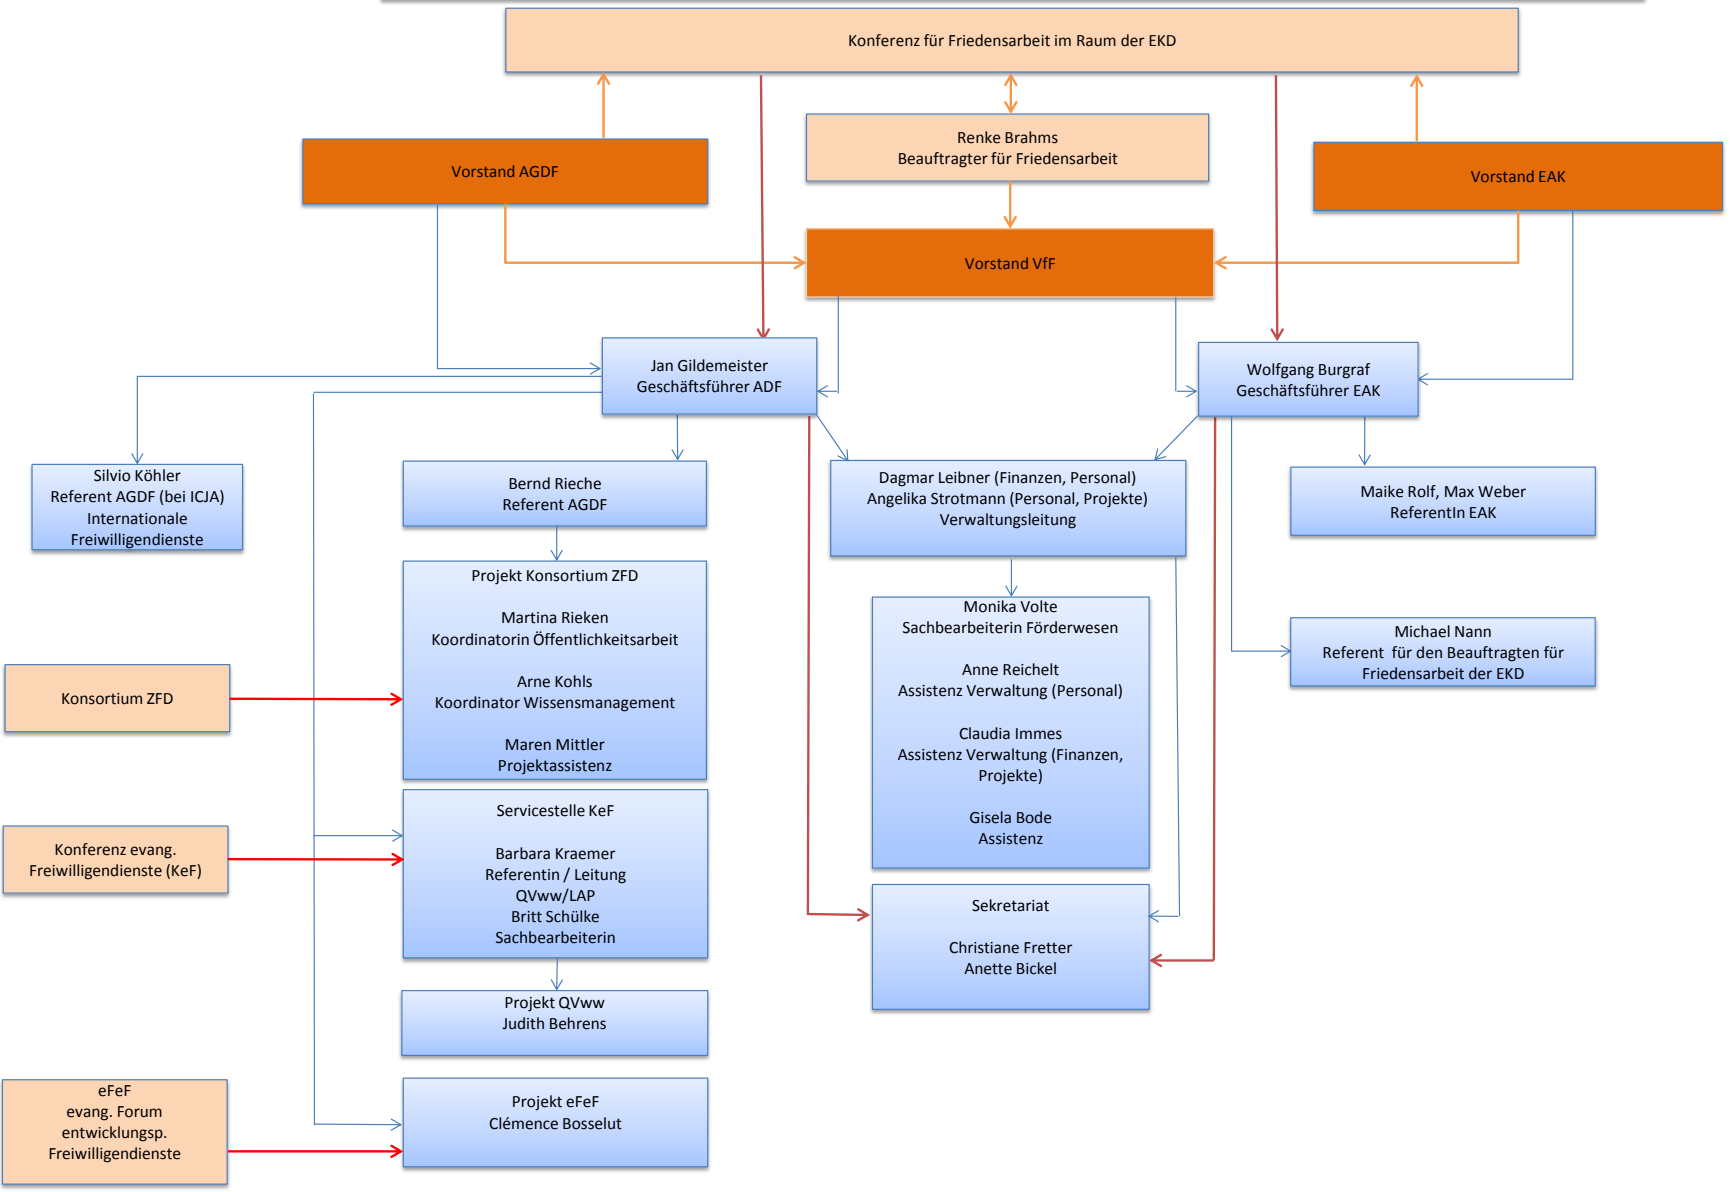 Konferenz für Friedensarbeit im Raum der EKD
Renke Brahms
Beauftragter für Friedensarbeit
Vorstand AGDF
Vorstand EAK
Vorstand VfF
Jan Gildemeister
Geschäftsführer ADF
Wolfgang Burgraf
Geschäftsführer EAK
Silvio Köhler
Referent AGDF (bei ICJA)
Internationale
Freiwilligendienste
Bernd Rieche
Referent AGDF
Dagmar Leibner (Finanzen, Personal)
Angelika Strotmann (Personal, Projekte)
Verwaltungsleitung
Maike Rolf, Max Weber
ReferentIn EAK
Projekt Konsortium ZFD
Martina Rieken
Koordinatorin Öffentlichkeitsarbeit
Arne Kohls
Koordinator Wissensmanagement
Maren Mittler
Projektassistenz
Monika Volte
Sachbearbeiterin Förderwesen
Anne Reichelt
Assistenz Verwaltung (Personal)
Claudia Immes
Assistenz Verwaltung (Finanzen,
Projekte)
Gisela Bode
Assistenz
Michael Nann
Referent  für den Beauftragten für
Friedensarbeit der EKD
Konsortium ZFD
Konferenz evang.
Freiwilligendienste (KeF)
Servicestelle KeF
Barbara Kraemer
Referentin / Leitung
QVww/LAP
Britt Schülke
Sachbearbeiterin
Sekretariat
Christiane Fretter
Anette Bickel
Projekt QVww
Judith Behrens
eFeF
evang. Forum
entwicklungsp.
Freiwilligendienste
Projekt eFeF
Clémence Bosselut